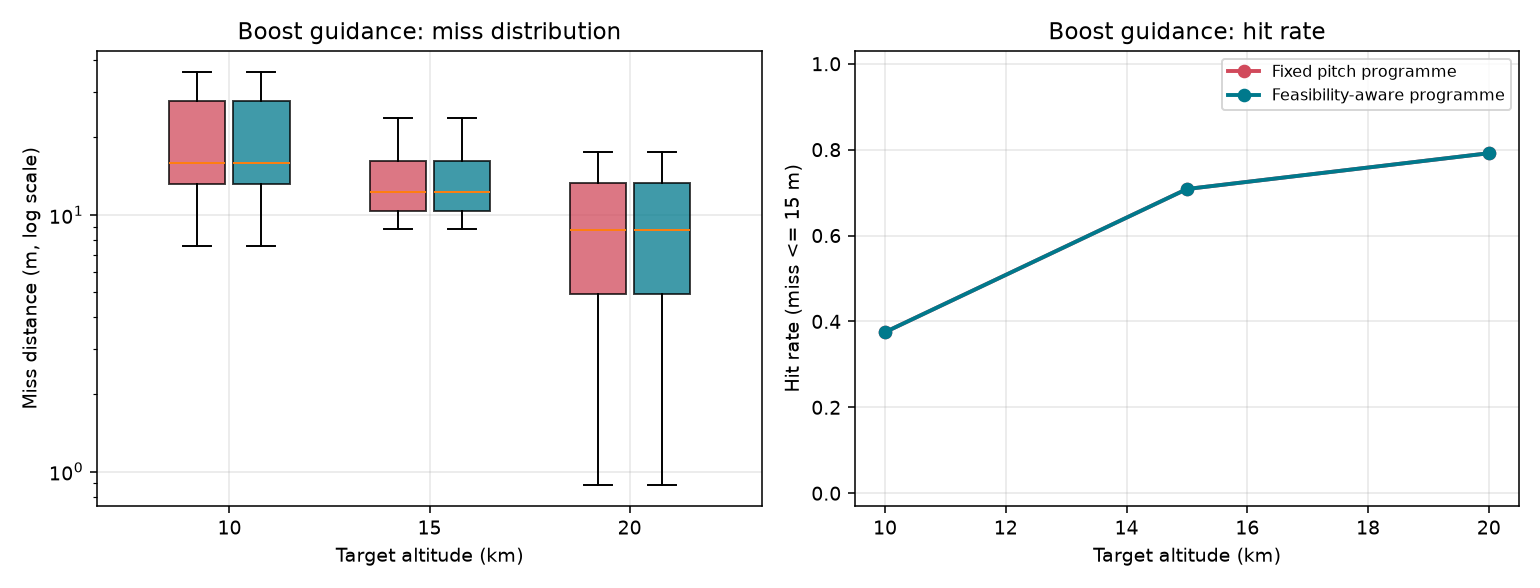 Boost guidance: miss distribution
Miss distance (m, log scale)
10¹
10⁰
10
15
20
Target altitude (km)
Boost guidance: hit rate
Fixed pitch programme
Feasibility-aware programme
Hit rate (miss <= 15 m)
1.0
0.8
0.6
0.4
0.2
0.0
10
12
14
16
18
20
Target altitude (km)